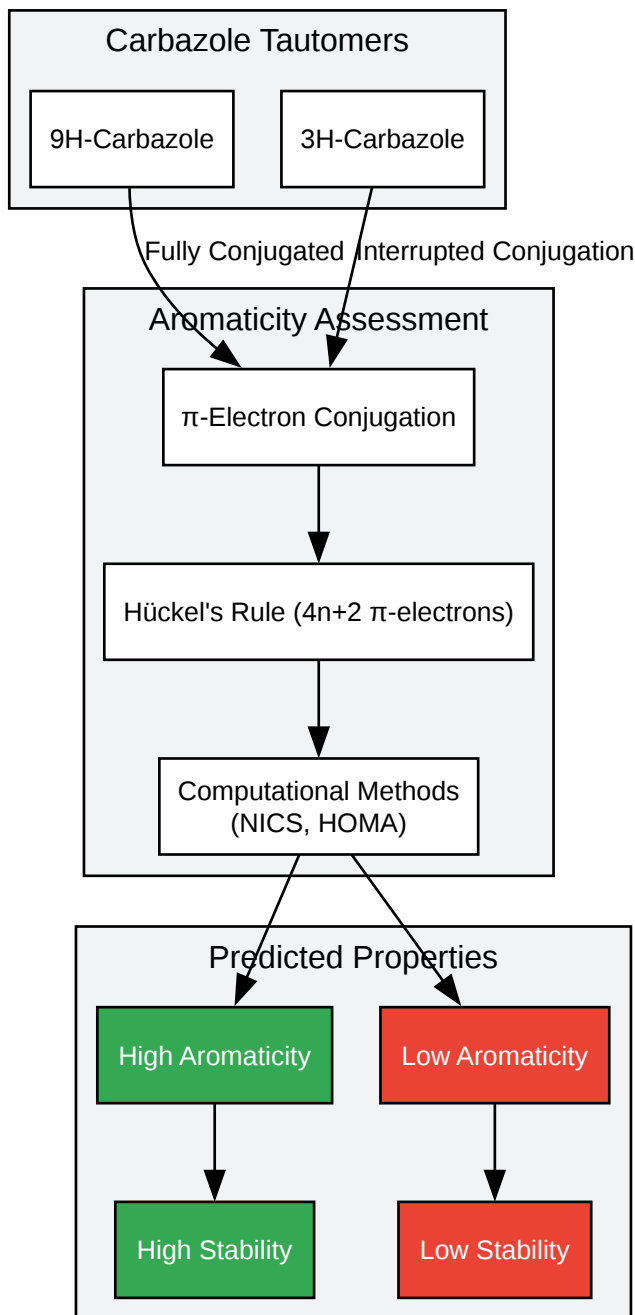 Carbazole Tautomers
9H-Carbazole
3H-Carbazole
Fully Conjugated
Interrupted Conjugation
Aromaticity Assessment
π-Electron Conjugation
Hückel's Rule (4n+2 π-electrons)
Computational Methods
(NICS, HOMA)
Predicted Properties
High Aromaticity
Low Aromaticity
High Stability
Low Stability